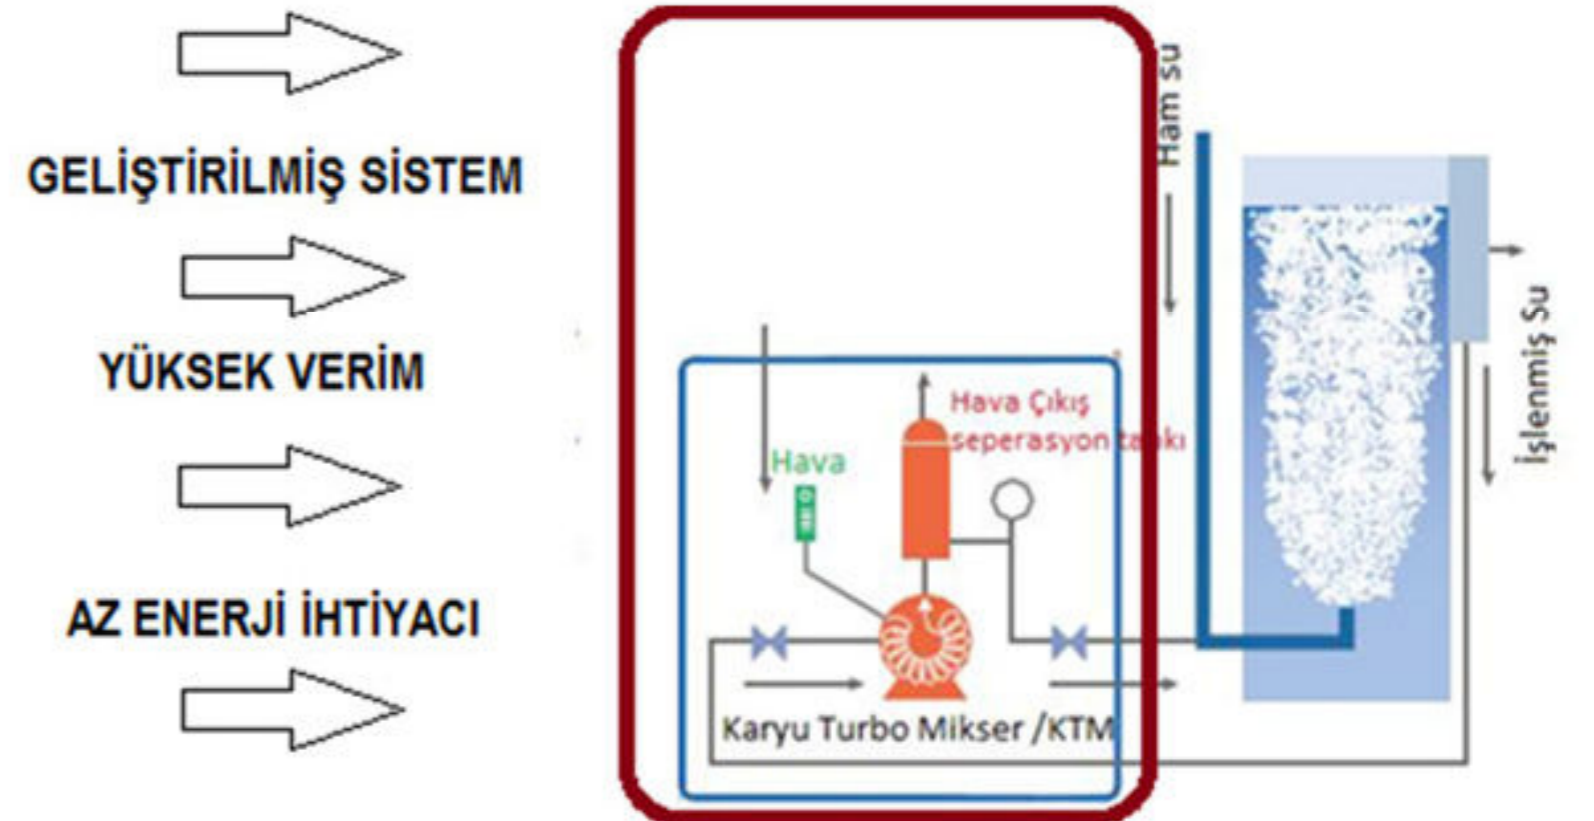 GELİŞTİRİLMİŞ SİSTEM
YÜKSEK VERİM
AZ ENERJİ İHTİYACI
Ham su
Hava Çıkış
seperasyon tankı
Hava
Karyu Turbo Mikser /KTM
İşlenmiş Su